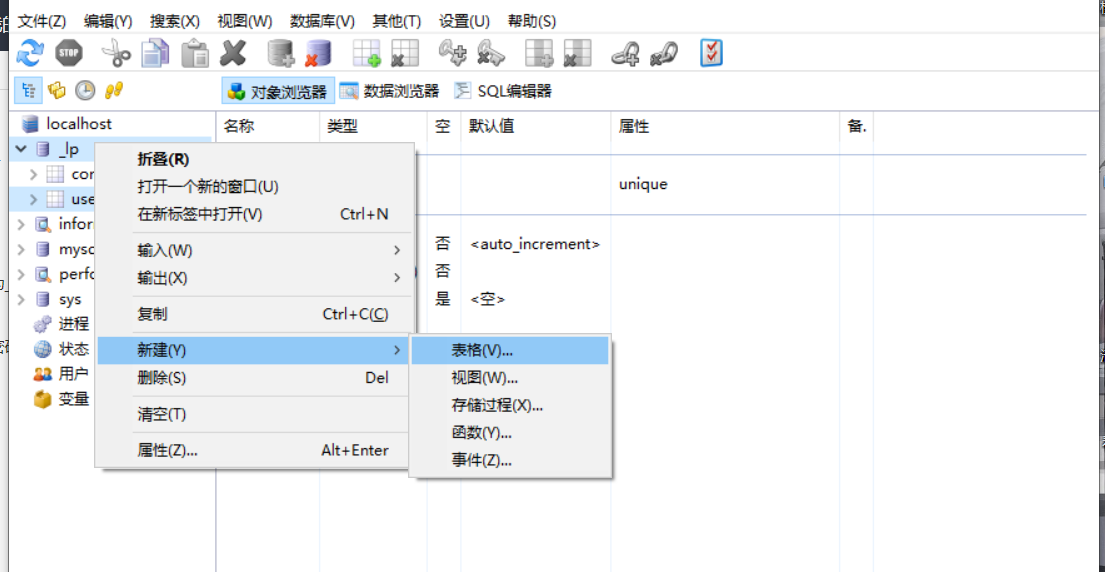 文件(Z) 编辑(Y) 搜索(X) 视图(W) 数据库(V) 其他(T) 设置(U) 帮助(S)
STOP
对象浏览器 数据浏览器 SQL编辑器
localhost
名称 类型 空 默认值 属性 备.
_lp
折叠(R)
打开一个新的窗口(U)
unique
在新标签中打开(V) Ctrl+N
输入(W)
否 <auto_increment>
输出(X)
否
sys
是 <空>
复制 Ctrl+C(C)
进程
状态
新建(Y)
表格(V)...
用户
删除(S) Del
视图(W)...
变量
存储过程(X)...
清空(T)
函数(Y)...
属性(Z)... Alt+Enter
事件(Z)...